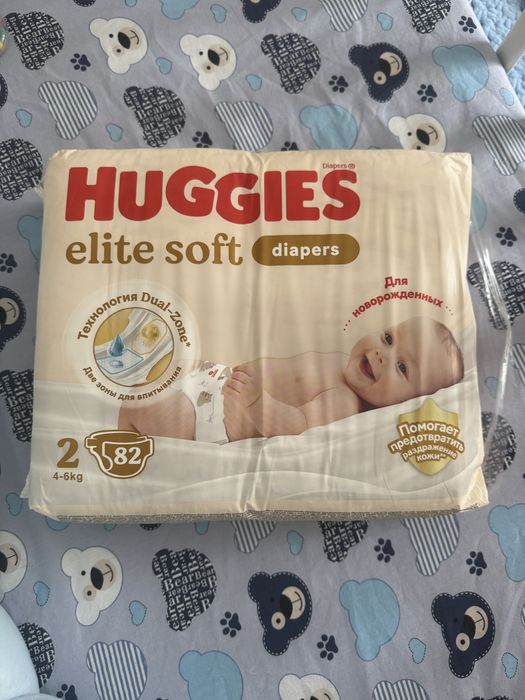 Diapers
HUGGIES
elite soft diapers
Для
новорожденных
Технология Dual-Zone*
Две зоны для впитывания
2
82
4-6kg
Помогает
предотвратить
раздражение
кожи**
BearBear